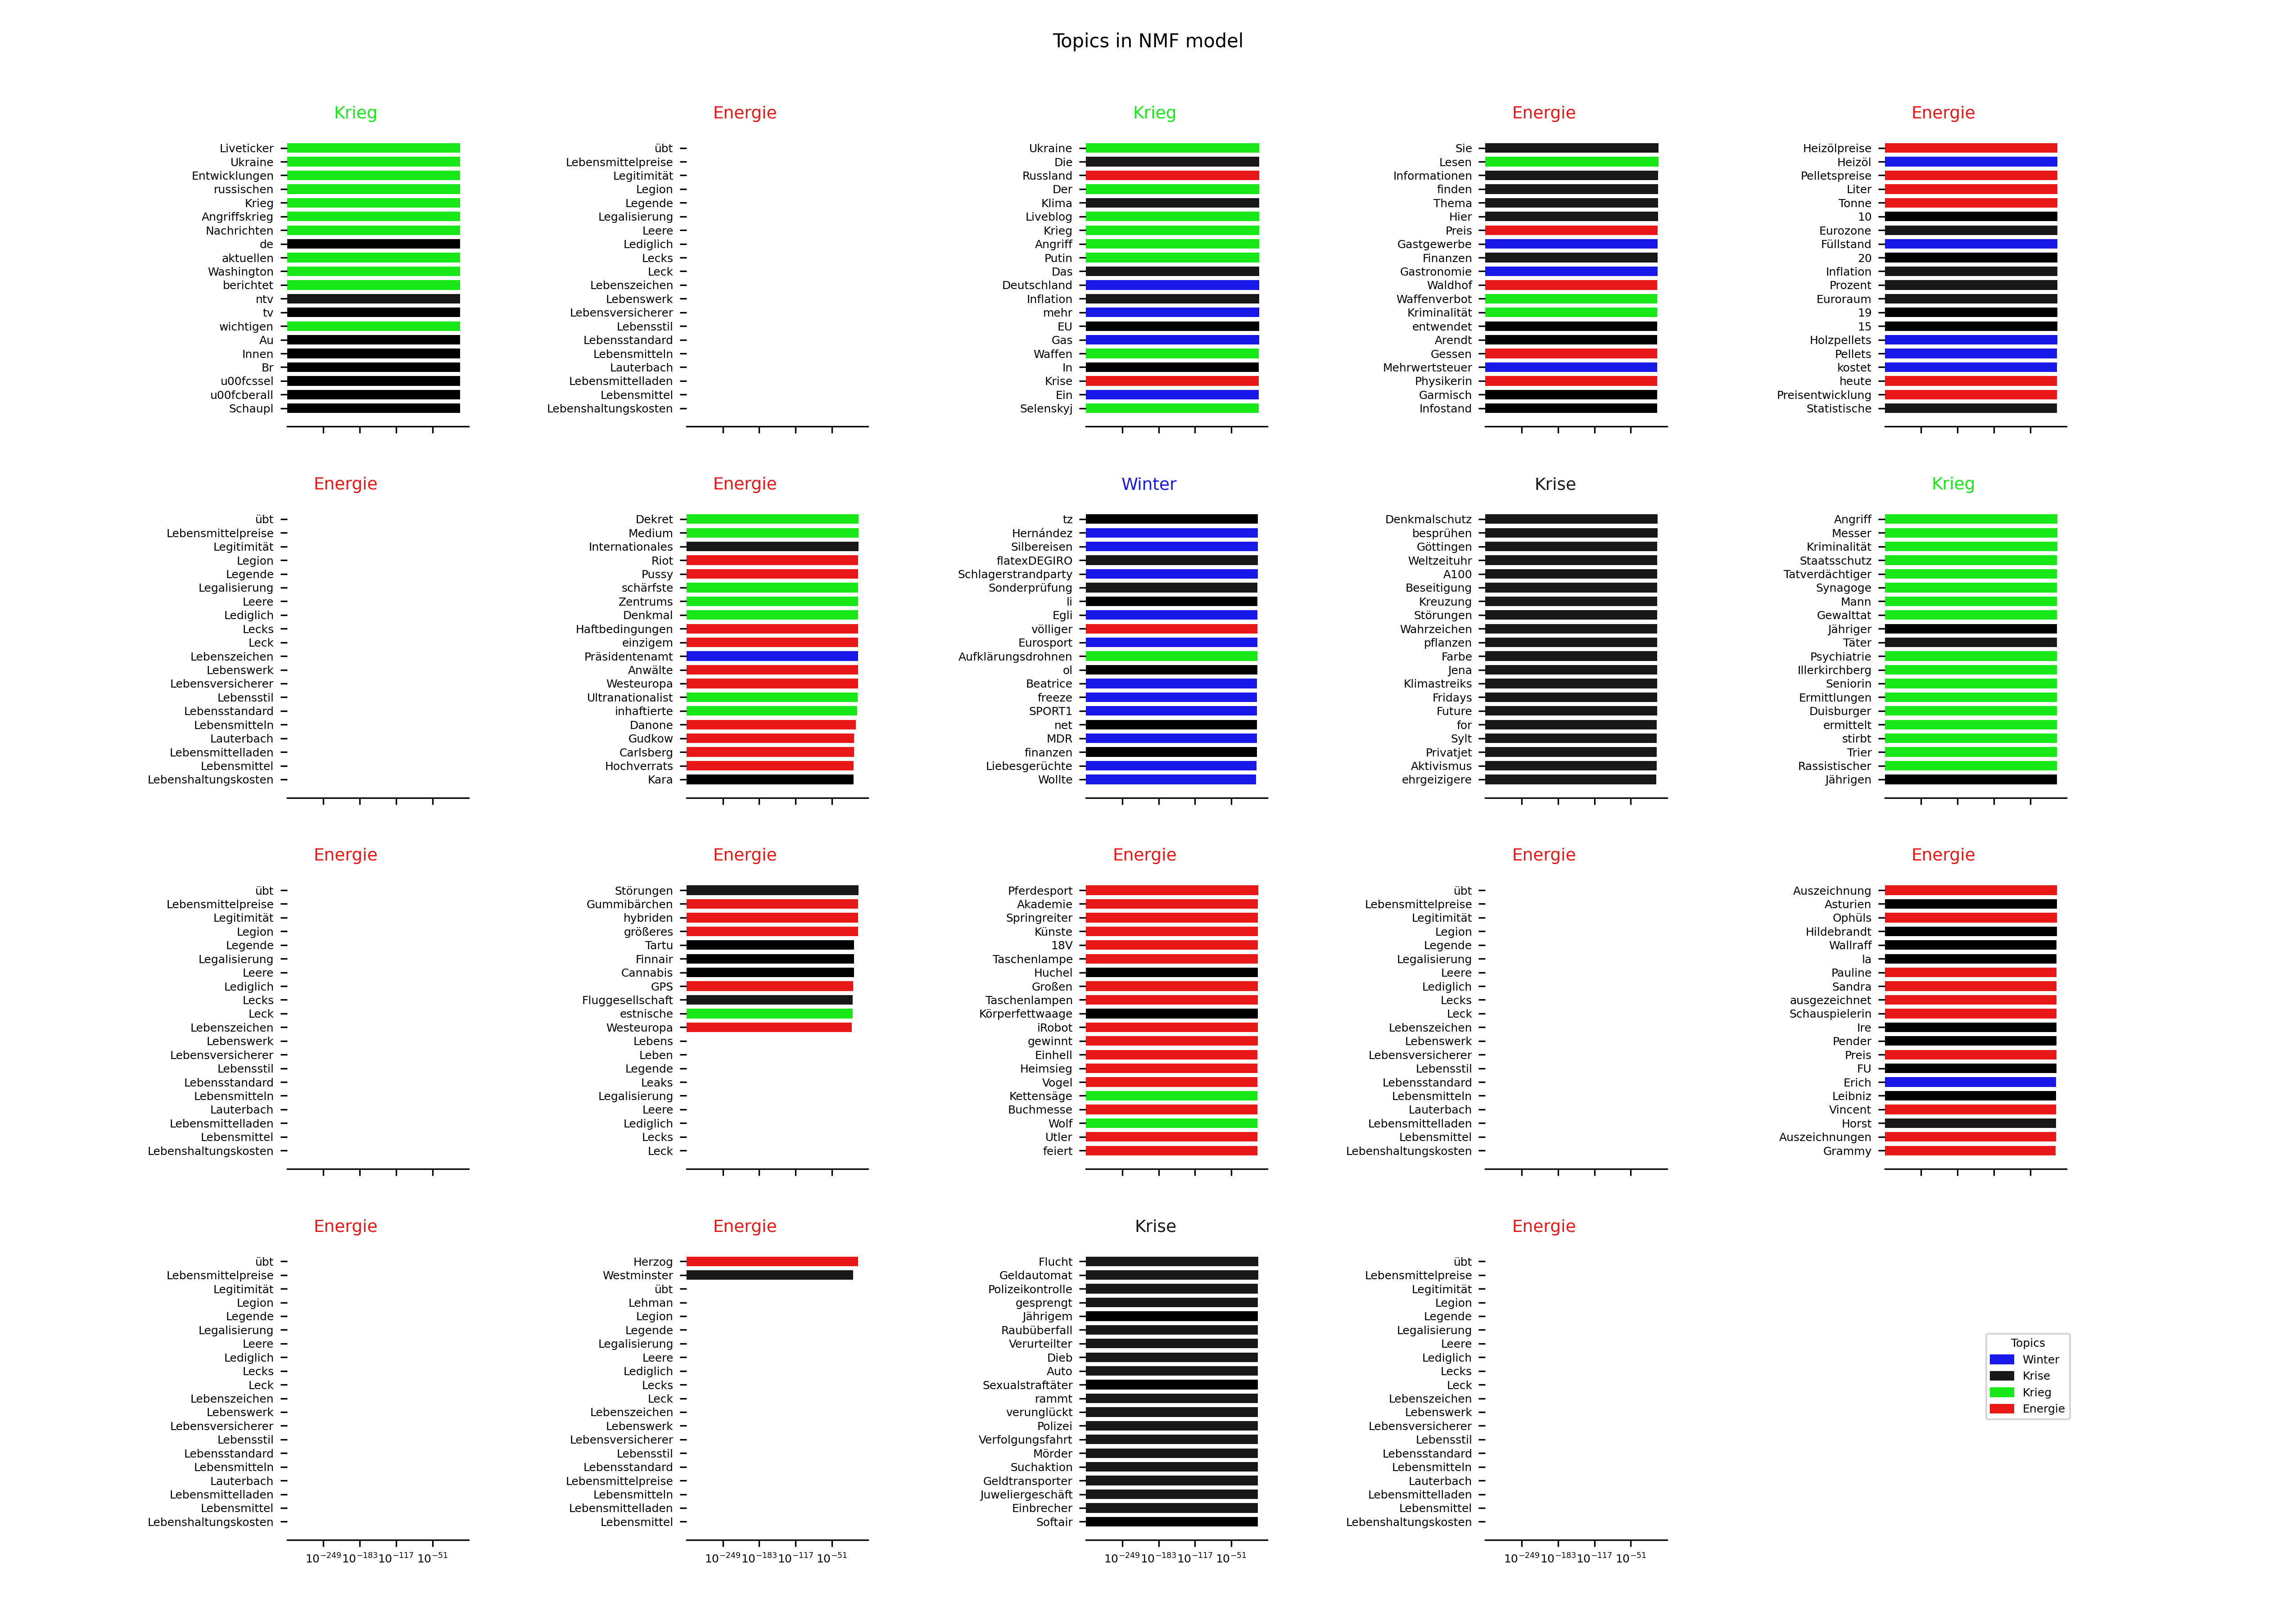 Topics in NMF model
Krieg
Liveticker
Ukraine
Entwicklungen
russischen
Krieg
Angriffskrieg
Nachrichten
de
aktuellen
Washington
berichtet
ntv
tv
wichtigen
Au
Innen
Br
u00fcssel
u00fcberall
Schaupl
Energie
übt
Lebensmittelpreise
Legitimität
Legion
Legende
Legalisierung
Leere
Lediglich
Lecks
Leck
Lebenszeichen
Lebenswerk
Lebensversicherer
Lebensstil
Lebensstandard
Lebensmitteln
Lauterbach
Lebensmittelladen
Lebensmittel
Lebenshaltungskosten
Krieg
Ukraine
Die
Russland
Der
Klima
Liveblog
Krieg
Angriff
Putin
Das
Deutschland
Inflation
mehr
EU
Gas
Waffen
In
Krise
Ein
Selenskyj
Energie
Sie
Lesen
Informationen
finden
Thema
Hier
Preis
Gastgewerbe
Finanzen
Gastronomie
Waldhof
Waffenverbot
Kriminalität
entwendet
Arendt
Gessen
Mehrwertsteuer
Physikerin
Garmisch
Infostand
Energie
Heizölpreise
Heizöl
Pelletspreise
Liter
Tonne
10
Eurozone
Füllstand
20
Inflation
Prozent
Euroraum
19
15
Holzpellets
Pellets
kostet
heute
Preisentwicklung
Statistische
Energie
übt
Lebensmittelpreise
Legitimität
Legion
Legende
Legalisierung
Leere
Lediglich
Lecks
Leck
Lebenszeichen
Lebenswerk
Lebensversicherer
Lebensstil
Lebensstandard
Lebensmitteln
Lauterbach
Lebensmittelladen
Lebensmittel
Lebenshaltungskosten
Energie
Dekret
Medium
Internationales
Riot
Pussy
schärfste
Zentrums
Denkmal
Haftbedingungen
einzigem
Präsidentenamt
Anwälte
Westeuropa
Ultranationalist
inhaftierte
Danone
Gudkow
Carlsberg
Hochverrats
Kara
Winter
tz
Hernández
Silbereisen
flatexDEGIRO
Schlagerstrandparty
Sonderprüfung
li
Egli
völliger
Eurosport
Aufklärungsdrohnen
ol
Beatrice
freeze
SPORT1
net
MDR
finanzen
Liebesgerüchte
Wollte
Krise
Denkmalschutz
besprühen
Göttingen
Weltzeituhr
A100
Beseitigung
Kreuzung
Störungen
Wahrzeichen
pflanzen
Farbe
Jena
Klimastreiks
Fridays
Future
for
Sylt
Privatjet
Aktivismus
ehrgeizigere
Krieg
Angriff
Messer
Kriminalität
Staatsschutz
Tatverdächtiger
Synagoge
Mann
Gewalttat
Jähriger
Täter
Psychiatrie
Illerkirchberg
Seniorin
Ermittlungen
Duisburger
ermittelt
stirbt
Trier
Rassistischer
Jährigen
Energie
übt
Lebensmittelpreise
Legitimität
Legion
Legende
Legalisierung
Leere
Lediglich
Lecks
Leck
Lebenszeichen
Lebenswerk
Lebensversicherer
Lebensstil
Lebensstandard
Lebensmitteln
Lauterbach
Lebensmittelladen
Lebensmittel
Lebenshaltungskosten
Energie
Störungen
Gummibärchen
hybriden
größeres
Tartu
Finnair
Cannabis
GPS
Fluggesellschaft
estnische
Westeuropa
Lebens
Leben
Legende
Leaks
Legalisierung
Leere
Lediglich
Lecks
Leck
Energie
Pferdesport
Akademie
Springreiter
Künste
18V
Taschenlampe
Huchel
Großen
Taschenlampen
Körperfettwaage
iRobot
gewinnt
Einhell
Heimsieg
Vogel
Kettensäge
Buchmesse
Wolf
Utler
feiert
Energie
übt
Lebensmittelpreise
Legitimität
Legion
Legende
Legalisierung
Leere
Lediglich
Lecks
Leck
Lebenszeichen
Lebenswerk
Lebensversicherer
Lebensstil
Lebensstandard
Lebensmitteln
Lauterbach
Lebensmittelladen
Lebensmittel
Lebenshaltungskosten
Energie
Auszeichnung
Asturien
Ophüls
Hildebrandt
Wallraff
la
Pauline
Sandra
ausgezeichnet
Schauspielerin
Ire
Pender
Preis
FU
Erich
Leibniz
Vincent
Horst
Auszeichnungen
Grammy
Energie
übt
Lebensmittelpreise
Legitimität
Legion
Legende
Legalisierung
Leere
Lediglich
Lecks
Leck
Lebenszeichen
Lebenswerk
Lebensversicherer
Lebensstil
Lebensstandard
Lebensmitteln
Lauterbach
Lebensmittelladen
Lebensmittel
Lebenshaltungskosten
10⁻²⁴⁹ 10⁻¹⁸³ 10⁻¹¹⁷ 10⁻⁵¹
Energie
Herzog
Westminster
übt
Lehman
Legion
Legende
Legalisierung
Leere
Lediglich
Lecks
Leck
Lebenszeichen
Lebenswerk
Lebensversicherer
Lebensstil
Lebensstandard
Lebensmittelpreise
Lebensmitteln
Lebensmittelladen
Lebensmittel
10⁻²⁴⁹ 10⁻¹⁸³ 10⁻¹¹⁷ 10⁻⁵¹
Krise
Flucht
Geldautomat
Polizeikontrolle
gesprengt
Jährigem
Raubüberfall
Verurteilter
Dieb
Auto
Sexualstraftäter
rammt
verunglückt
Polizei
Verfolgungsfahrt
Mörder
Suchaktion
Geldtransporter
Juweliergeschäft
Einbrecher
Softair
10⁻²⁴⁹ 10⁻¹⁸³ 10⁻¹¹⁷ 10⁻⁵¹
Energie
übt
Lebensmittelpreise
Legitimität
Legion
Legende
Legalisierung
Leere
Lediglich
Lecks
Leck
Lebenszeichen
Lebenswerk
Lebensversicherer
Lebensstil
Lebensstandard
Lebensmitteln
Lauterbach
Lebensmittelladen
Lebensmittel
Lebenshaltungskosten
10⁻²⁴⁹ 10⁻¹⁸³ 10⁻¹¹⁷ 10⁻⁵¹
Topics
Winter
Krise
Krieg
Energie